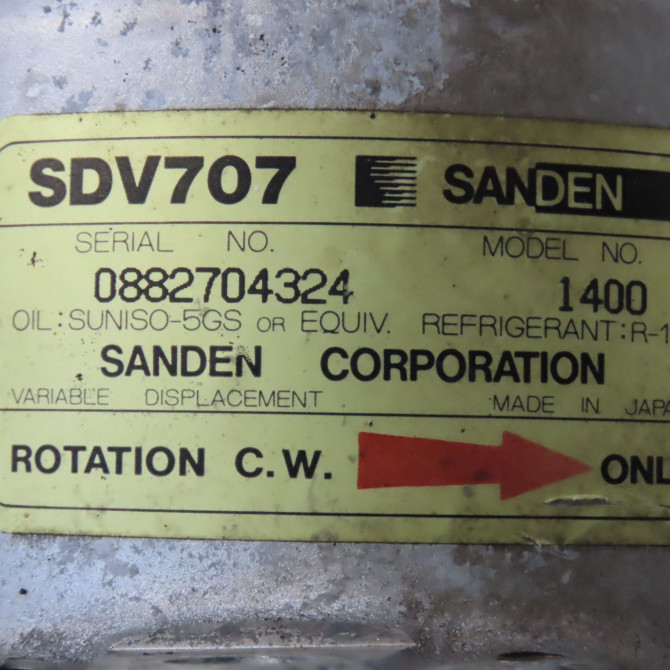 SDV707 SANDEN
SERIAL NO. MODEL NO.
0882704324 1400
OIL:SUNISO-5GS OR EQUIV. REFRIGERANT:R-1
SANDEN CORPORATION
VARIABLE DISPLACEMENT MADE IN JAPA
ROTATION C.W. ONL